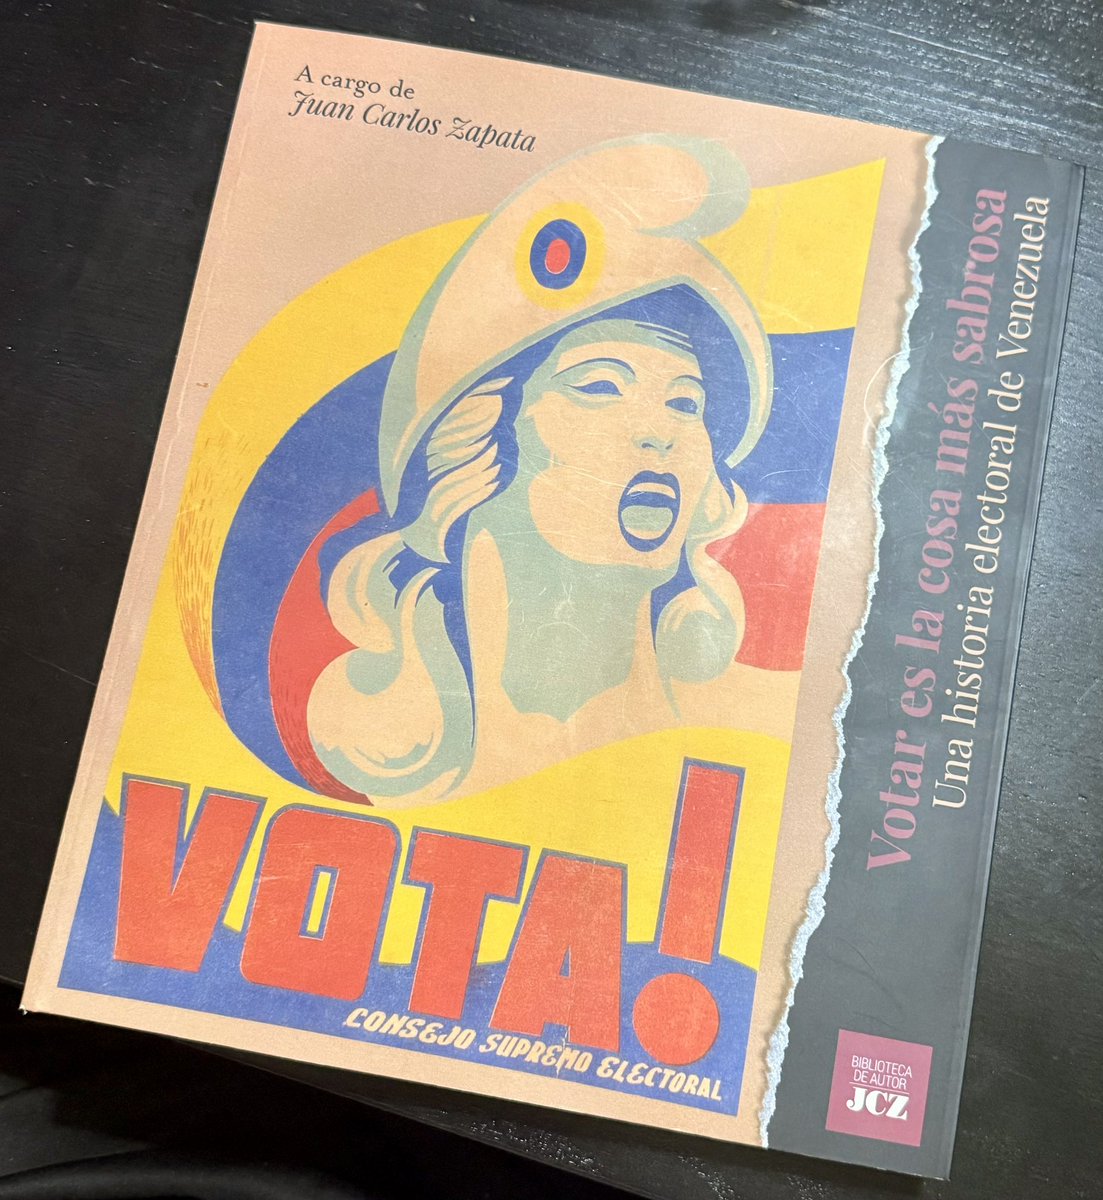 A cargo de
Juan Carlos Zapata
Votar es la cosa más sabrosa
Una historia electoral de Venezuela
VOTA!
CONSEJO SUPREMO ELECTORAL
BIBLIOTECA
DE AUTOR
JCZ